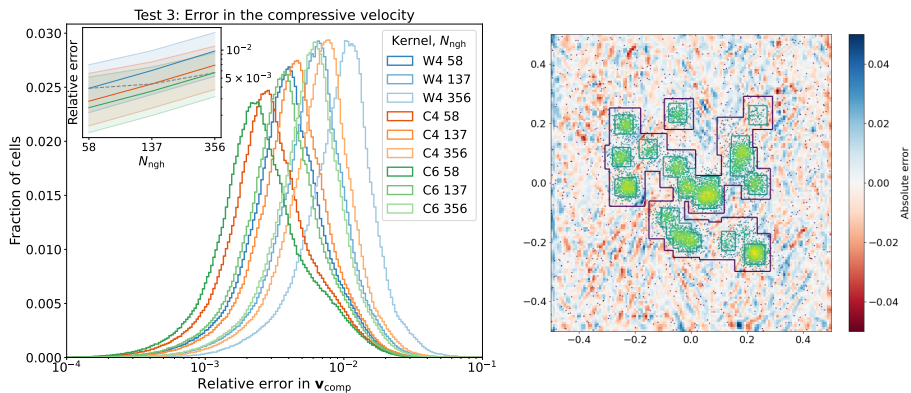 Test 3: Error in the compressive velocity
0.030
0.025
0.020
0.015
0.010
0.005
0.000
Fraction of cells
10⁻⁴
10⁻³
10⁻²
10⁻¹
Relative error in v_comp
Relative error
10⁻²
5 × 10⁻³
58
137
356
N_ngh
Kernel, N_ngh
W4 58
W4 137
W4 356
C4 58
C4 137
C4 356
C6 58
C6 137
C6 356
0.4
0.2
0.0
−0.2
−0.4
−0.4
−0.2
0.0
0.2
0.4
0.04
0.02
0.00
−0.02
−0.04
Absolute error